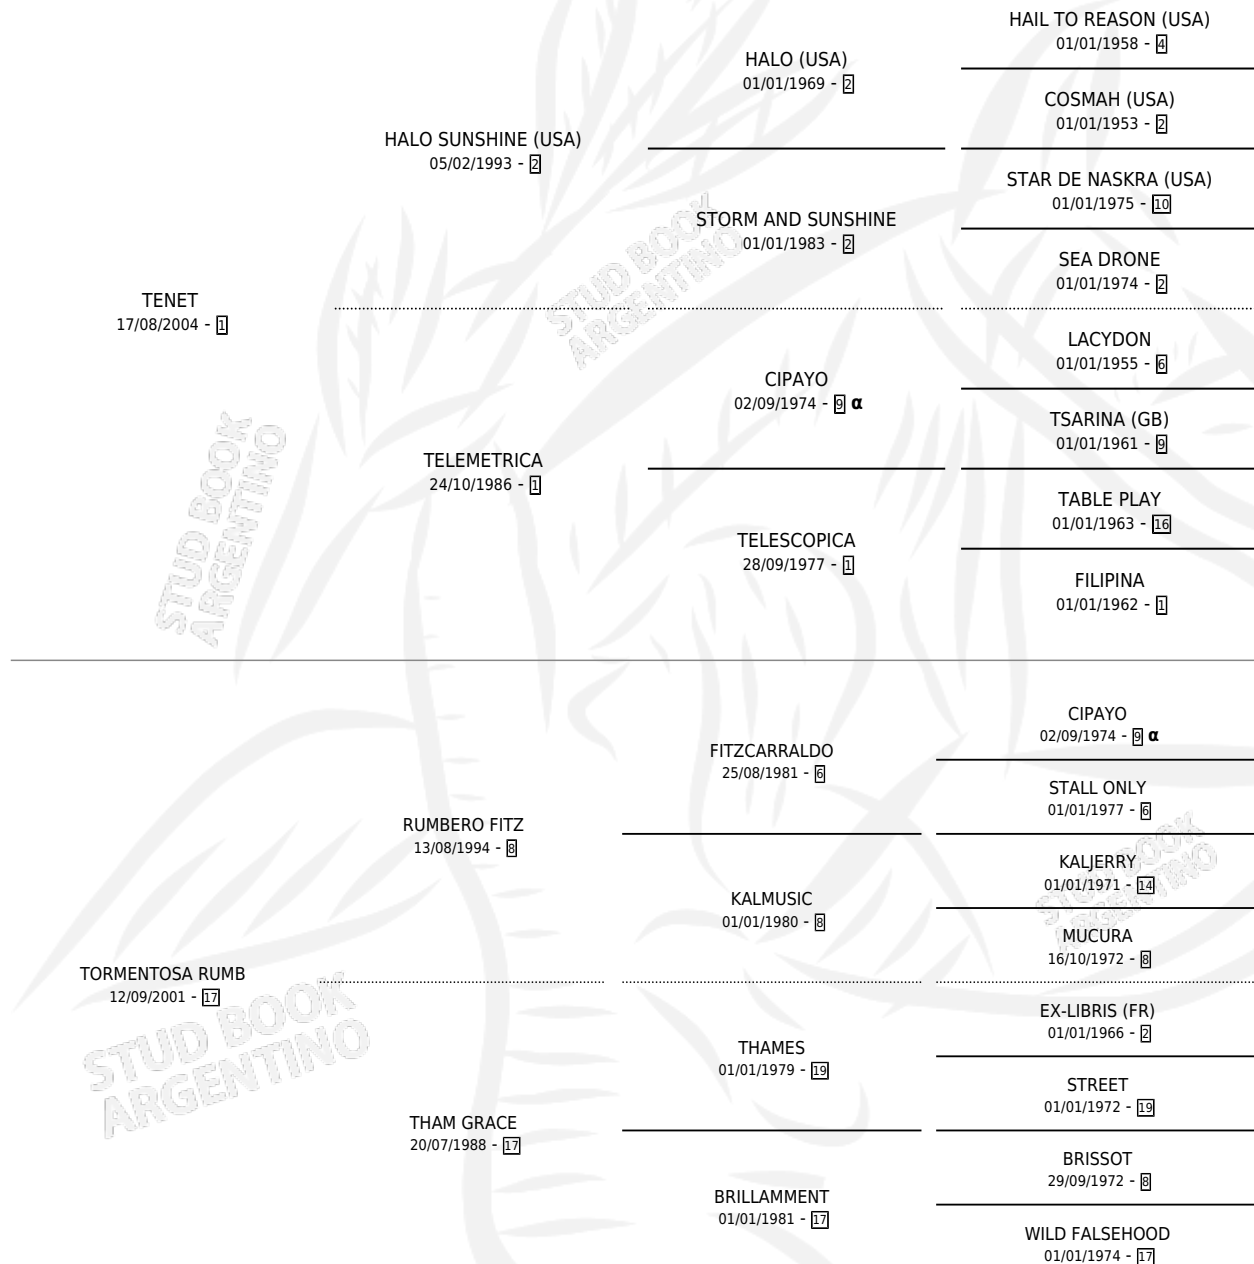 HAIL TO REASON (USA)
01/01/1958 - 4
HALO (USA)
01/01/1969 - 2
COSMAH (USA)
01/01/1953 - 2
HALO SUNSHINE (USA)
05/02/1993 - 2
STAR DE NASKRA (USA)
01/01/1975 - 10
STORM AND SUNSHINE
01/01/1983 - 2
SEA DRONE
01/01/1974 - 2
TENET
17/08/2004 - 1
LACYDON
01/01/1955 - 6
CIPAYO
02/09/1974 - 9 α
TSARINA (GB)
01/01/1961 - 9
TELEMETRICA
24/10/1986 - 1
TABLE PLAY
01/01/1963 - 16
TELESCOPICA
28/09/1977 - 1
FILIPINA
01/01/1962 - 1
CIPAYO
02/09/1974 - 9 α
FITZCARRALDO
25/08/1981 - 6
STALL ONLY
01/01/1977 - 6
RUMBERO FITZ
13/08/1994 - 8
KALJERRY
01/01/1971 - 14
KALMUSIC
01/01/1980 - 8
MUCURA
16/10/1972 - 8
TORMENTOSA RUMB
12/09/2001 - 17
EX-LIBRIS (FR)
01/01/1966 - 2
THAMES
01/01/1979 - 19
STREET
01/01/1972 - 19
THAM GRACE
20/07/1988 - 17
BRISSOT
29/09/1972 - 8
BRILLAMMENT
01/01/1981 - 17
WILD FALSEHOOD
01/01/1974 - 17
STUD BOOK
ARGENTINO
STUD BOOK
ARGENTINO
STUD BOOK
ARGENTINO
STUD BOOK
ARGENTINO